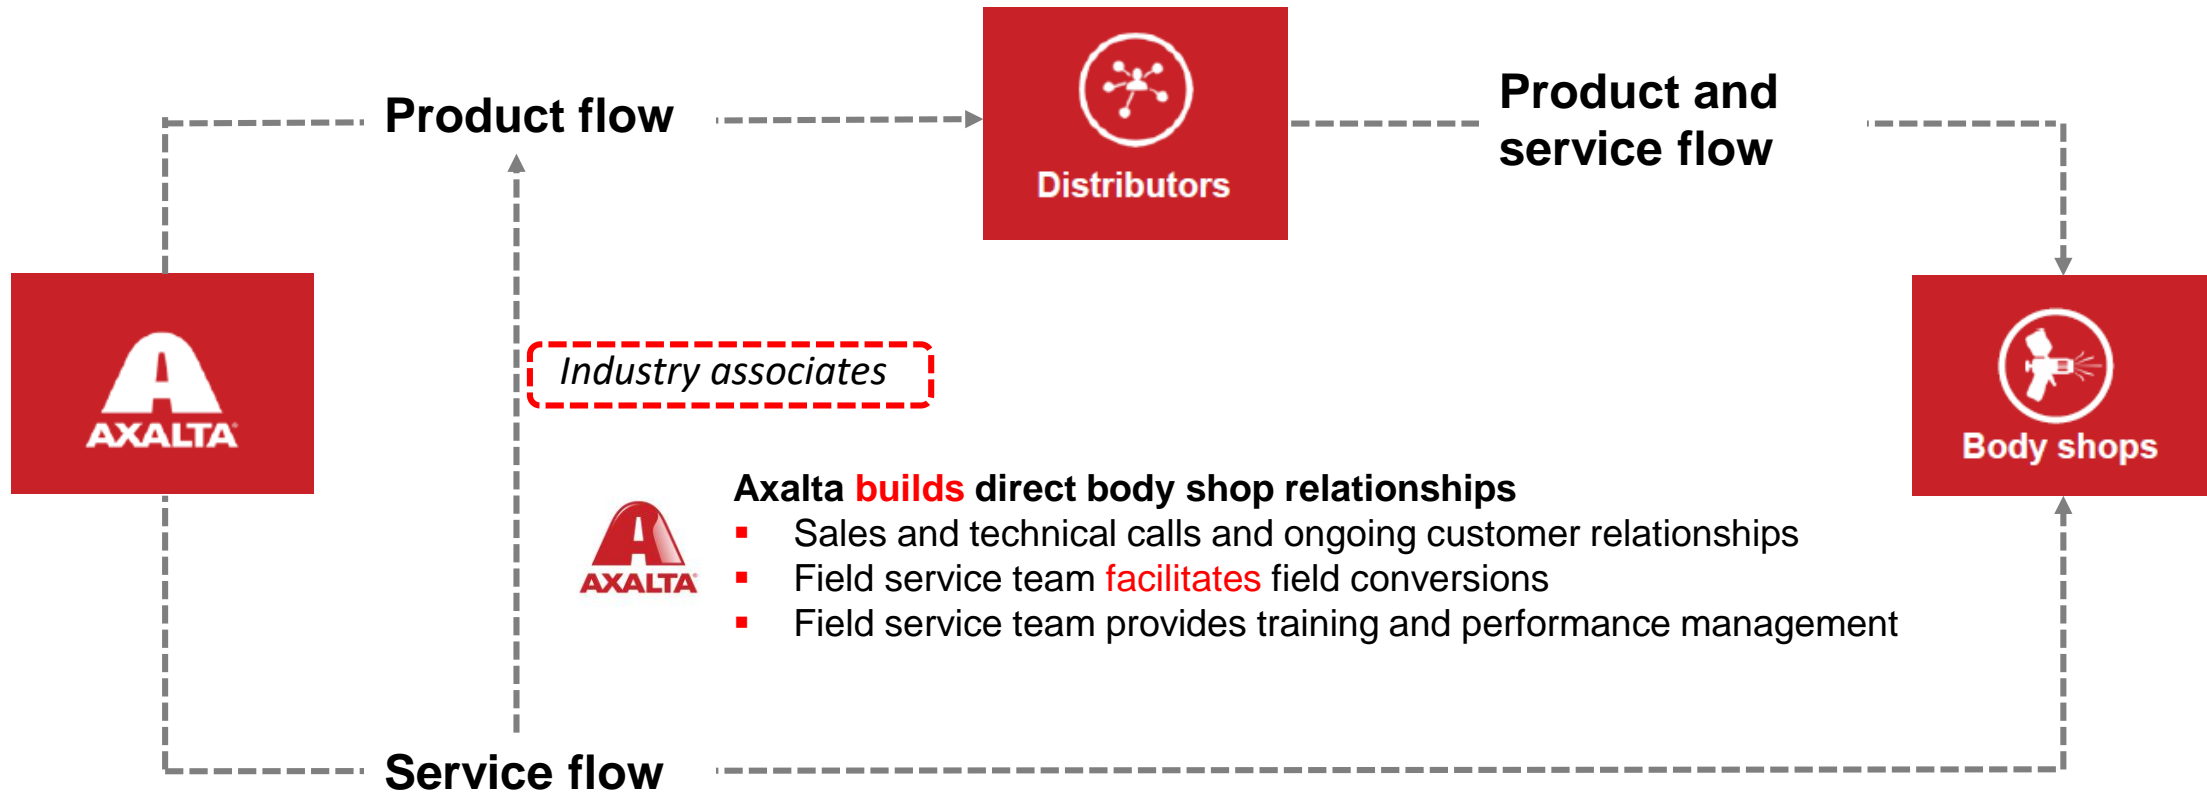 Product flow
Distributors
Product and
service flow
AXALTA
Industry associates
Body shops
Axalta builds direct body shop relationships
▪ Sales and technical calls and ongoing customer relationships
▪ Field service team facilitates field conversions
▪ Field service team provides training and performance management
AXALTA
Service flow